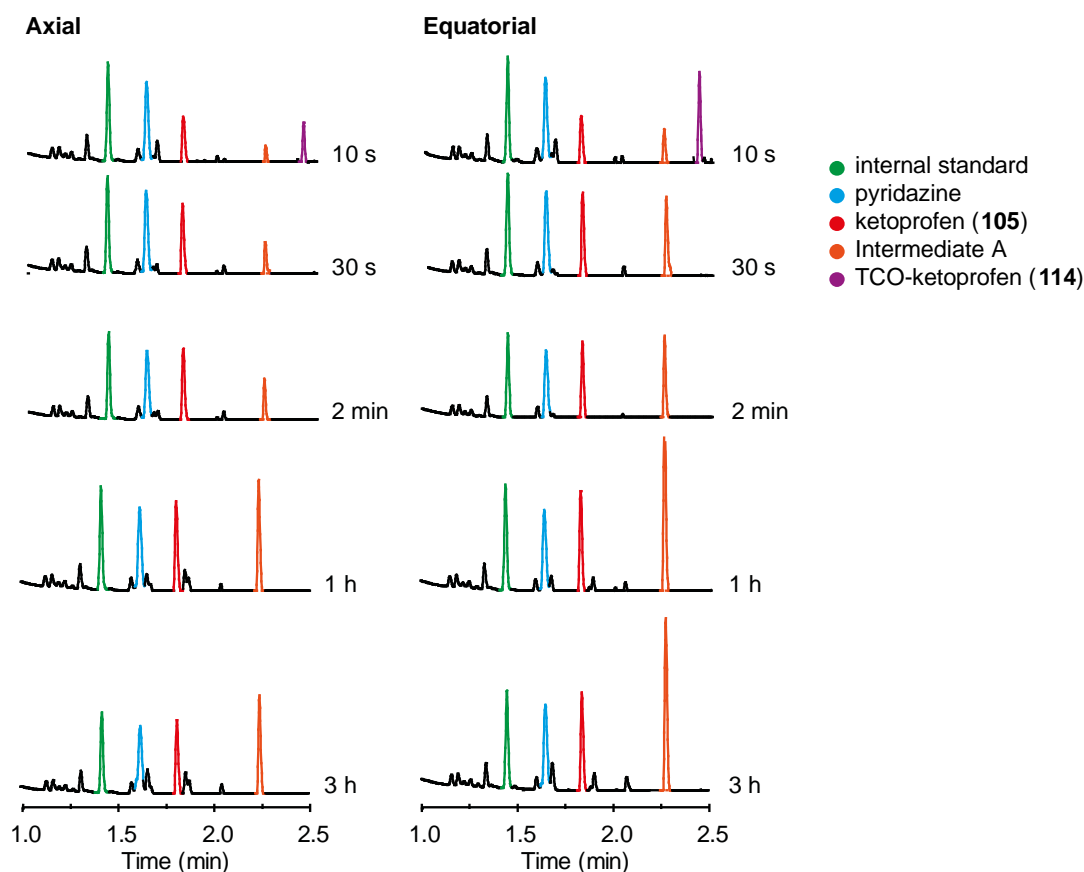 Axial
Equatorial
10 s
10 s
internal standard
pyridazine
ketoprofen (105)
Intermediate A
TCO-ketoprofen (114)
30 s
30 s
2 min
2 min
1 h
1 h
3 h
3 h
1.0 1.5 2.0 2.5
Time (min)
1.0 1.5 2.0 2.5
Time (min)